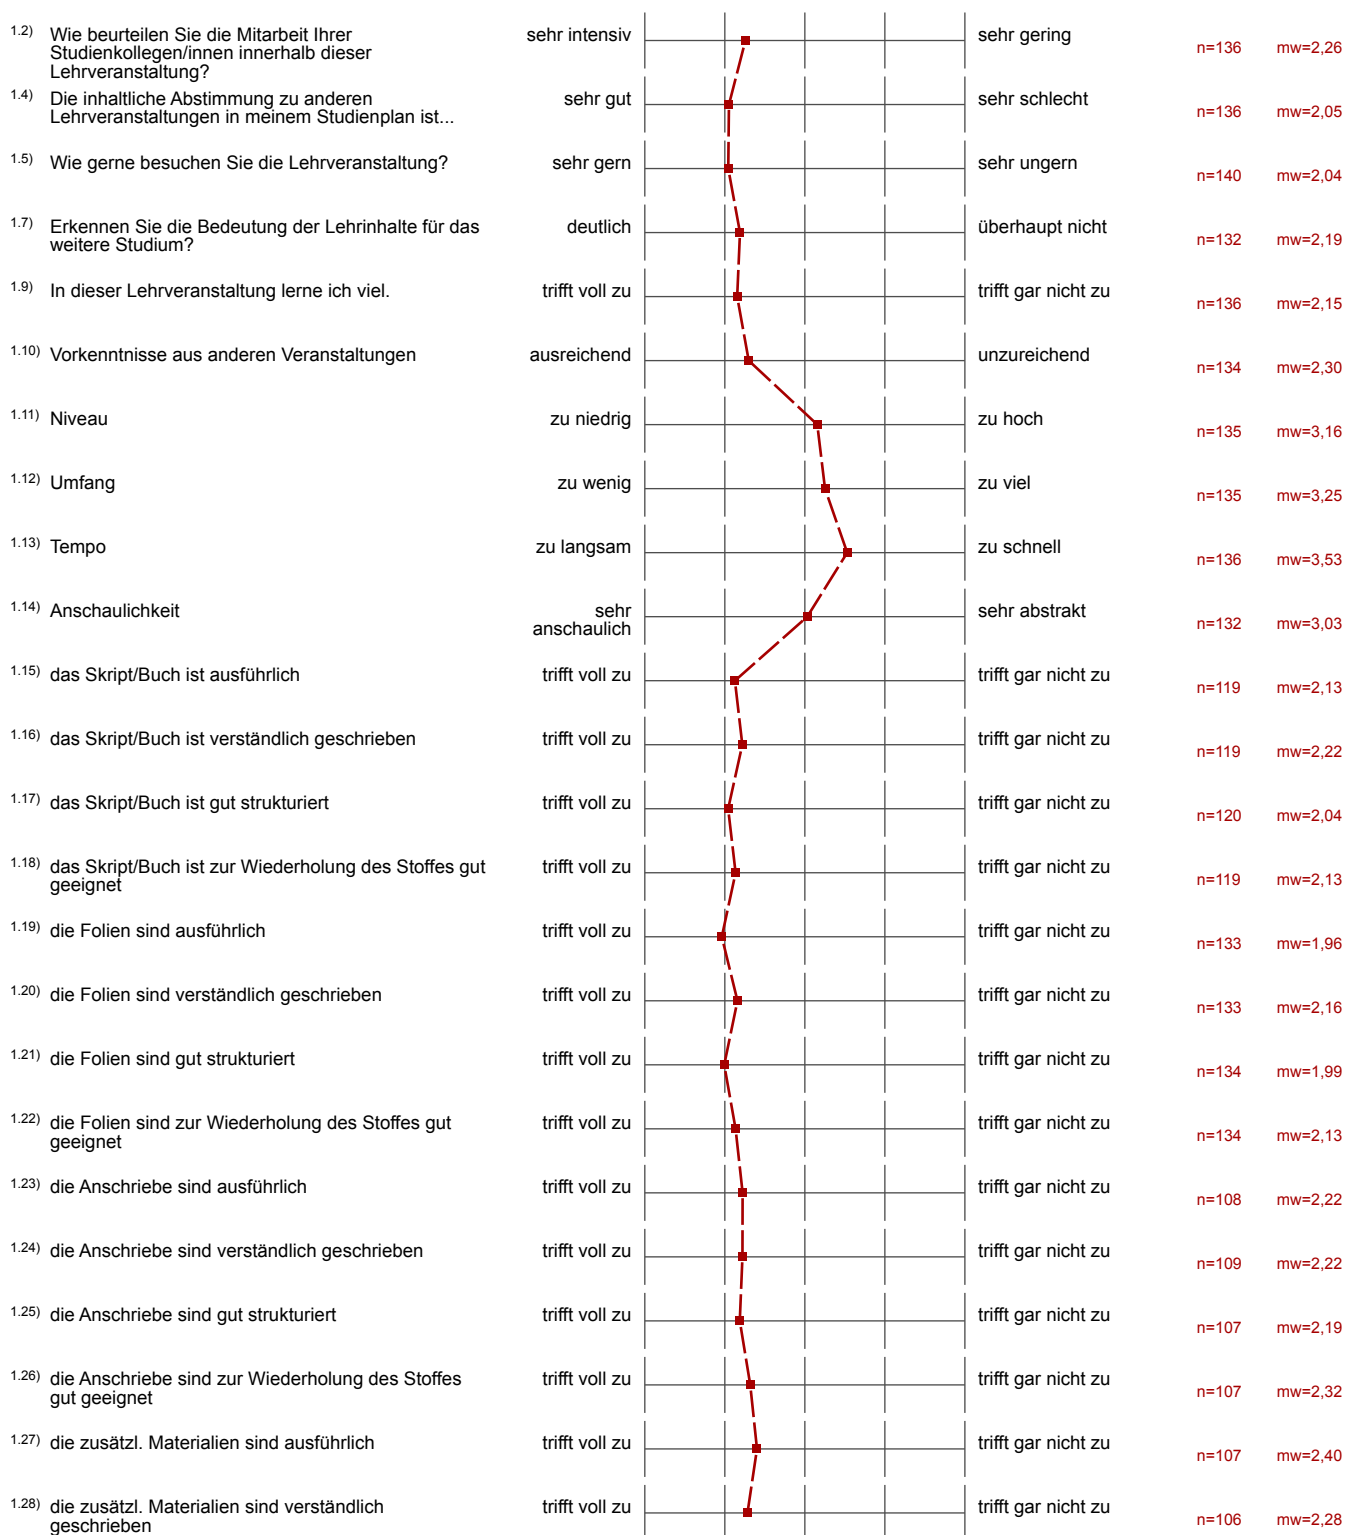 1.2) Wie beurteilen Sie die Mitarbeit Ihrer
Studienkollegen/innen innerhalb dieser
Lehrveranstaltung?
sehr intensiv sehr gering n=136 mw=2,26
1.4) Die inhaltliche Abstimmung zu anderen
Lehrveranstaltungen in meinem Studienplan ist...
sehr gut sehr schlecht n=136 mw=2,05
1.5) Wie gerne besuchen Sie die Lehrveranstaltung? sehr gern sehr ungern n=140 mw=2,04
1.7) Erkennen Sie die Bedeutung der Lehrinhalte für das
weitere Studium?
deutlich überhaupt nicht n=132 mw=2,19
1.9) In dieser Lehrveranstaltung lerne ich viel. trifft voll zu trifft gar nicht zu n=136 mw=2,15
1.10) Vorkenntnisse aus anderen Veranstaltungen ausreichend unzureichend n=134 mw=2,30
1.11) Niveau zu niedrig zu hoch n=135 mw=3,16
1.12) Umfang zu wenig zu viel n=135 mw=3,25
1.13) Tempo zu langsam zu schnell n=136 mw=3,53
1.14) Anschaulichkeit sehr
anschaulich
sehr abstrakt n=132 mw=3,03
1.15) das Skript/Buch ist ausführlich trifft voll zu trifft gar nicht zu n=119 mw=2,13
1.16) das Skript/Buch ist verständlich geschrieben trifft voll zu trifft gar nicht zu n=119 mw=2,22
1.17) das Skript/Buch ist gut strukturiert trifft voll zu trifft gar nicht zu n=120 mw=2,04
1.18) das Skript/Buch ist zur Wiederholung des Stoffes gut
geeignet
trifft voll zu trifft gar nicht zu n=119 mw=2,13
1.19) die Folien sind ausführlich trifft voll zu trifft gar nicht zu n=133 mw=1,96
1.20) die Folien sind verständlich geschrieben trifft voll zu trifft gar nicht zu n=133 mw=2,16
1.21) die Folien sind gut strukturiert trifft voll zu trifft gar nicht zu n=134 mw=1,99
1.22) die Folien sind zur Wiederholung des Stoffes gut
geeignet
trifft voll zu trifft gar nicht zu n=134 mw=2,13
1.23) die Anschriebe sind ausführlich trifft voll zu trifft gar nicht zu n=108 mw=2,22
1.24) die Anschriebe sind verständlich geschrieben trifft voll zu trifft gar nicht zu n=109 mw=2,22
1.25) die Anschriebe sind gut strukturiert trifft voll zu trifft gar nicht zu n=107 mw=2,19
1.26) die Anschriebe sind zur Wiederholung des Stoffes
gut geeignet
trifft voll zu trifft gar nicht zu n=107 mw=2,32
1.27) die zusätzl. Materialien sind ausführlich trifft voll zu trifft gar nicht zu n=107 mw=2,40
1.28) die zusätzl. Materialien sind verständlich
geschrieben
trifft voll zu trifft gar nicht zu n=106 mw=2,28